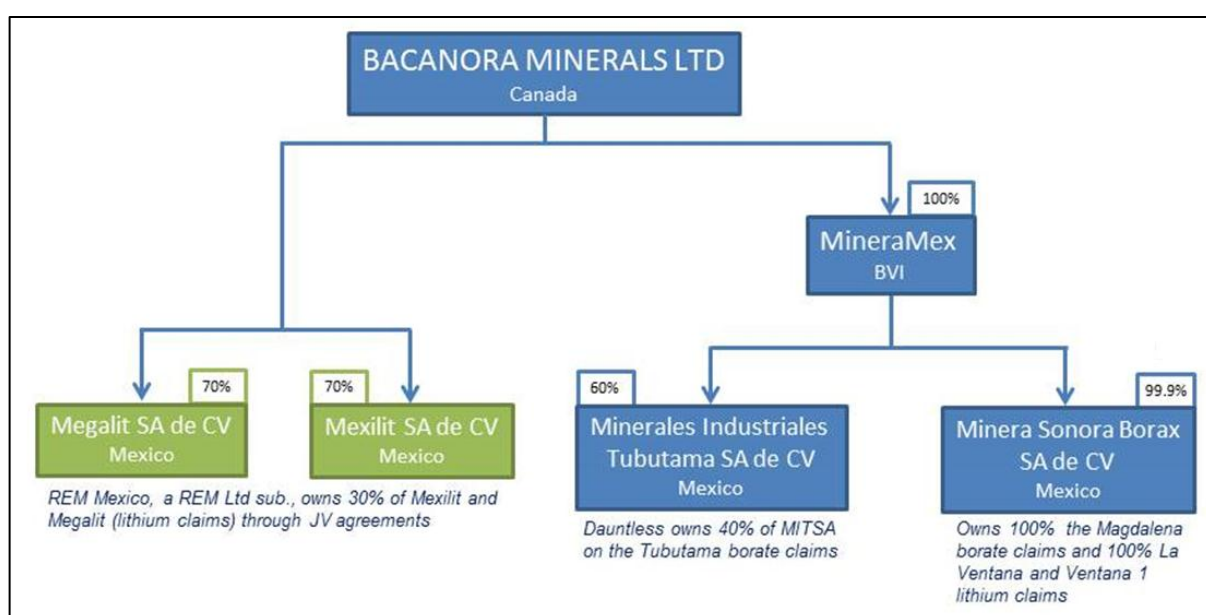 BACANORA MINERALS LTD
Canada
100%
MineraMex
BVI
70%
Megalit SA de CV
Mexico
70%
Mexilit SA de CV
Mexico
REM Mexico, a REM Ltd sub., owns 30% of Mexilit and
Megalit (lithium claims) through JV agreements
60%
Minerales Industriales
Tubutama SA de CV
Mexico
Dauntless owns 40% of MITSA
on the Tubutama borate claims
99.9%
Minera Sonora Borax
SA de CV
Mexico
Owns 100% the Magdalena
borate claims and 100% La
Ventana and Ventana 1
lithium claims